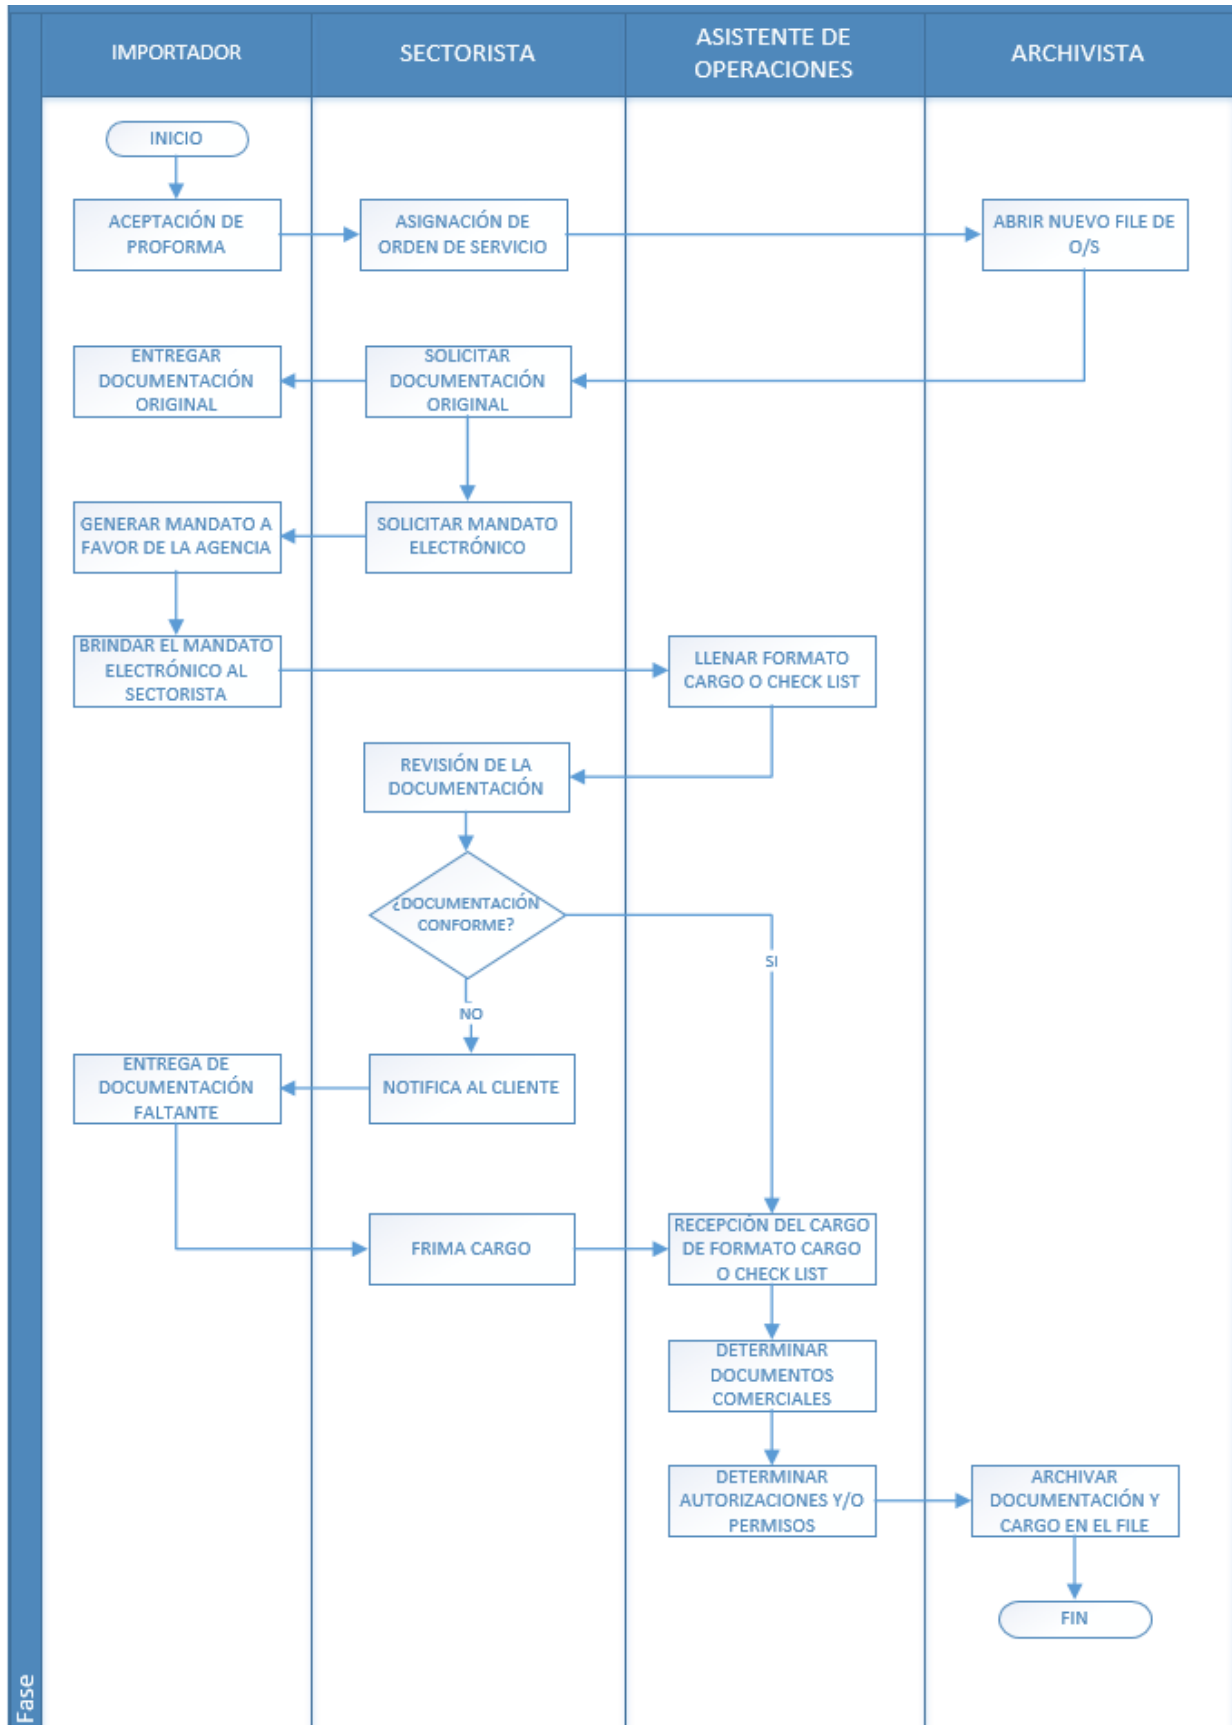 IMPORTADOR
SECTORISTA
ASISTENTE DE
OPERACIONES
ARCHIVISTA
INICIO
ACEPTACIÓN DE
PROFORMA
ASIGNACIÓN DE
ORDEN DE SERVICIO
ABRIR NUEVO FILE DE
O/S
ENTREGAR
DOCUMENTACIÓN
ORIGINAL
SOLICITAR
DOCUMENTACIÓN
ORIGINAL
GENERAR MANDATO A
FAVOR DE LA AGENCIA
SOLICITAR MANDATO
ELECTRÓNICO
BRINDAR EL MANDATO
ELECTRÓNICO AL
SECTORISTA
LLENAR FORMATO
CARGO O CHECK LIST
REVISIÓN DE LA
DOCUMENTACIÓN
¿DOCUMENTACIÓN
CONFORME?
SI
NO
ENTREGA DE
DOCUMENTACIÓN
FALTANTE
NOTIFICA AL CLIENTE
FRIMA CARGO
RECEPCIÓN DEL CARGO
DE FORMATO CARGO
O CHECK LIST
DETERMINAR
DOCUMENTOS
COMERCIALES
DETERMINAR
AUTORIZACIONES Y/O
PERMISOS
ARCHIVAR
DOCUMENTACIÓN Y
CARGO EN EL FILE
FIN
Fase